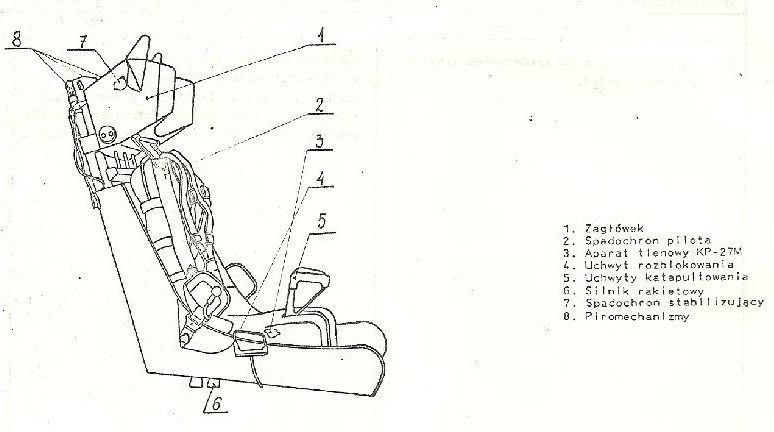 8
7
1
2
3
4
5
6
1. Zagłówek
2. Spadochron pilota
3. Aparat tlenowy KP-27M
4. Uchwyt rozblokowania
5. Uchwyty katapultowania
6. Silnik rakietowy
7. Spadochron stabilizujący
8. Piromechanizmy